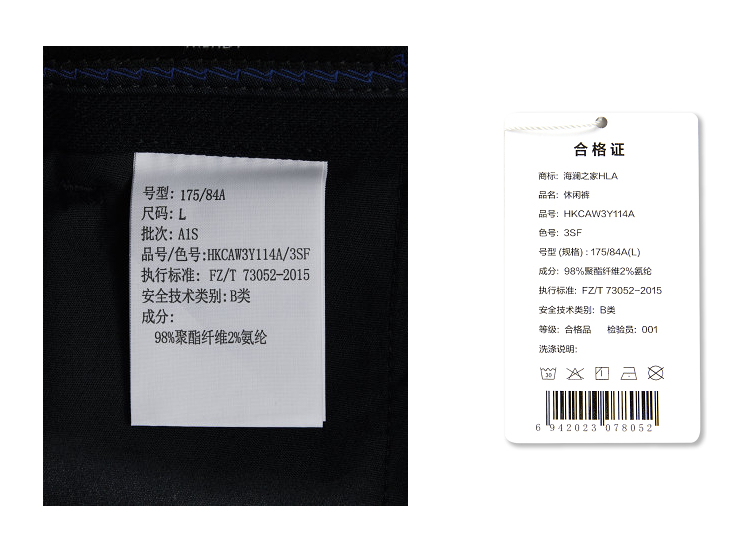 号型: 175/84A
尺码: L
批次: A1S
品号/色号:HKCAW3Y114A/3SF
执行标准: FZ/T 73052-2015
安全技术类别:B类
成分:
98%聚酯纤维2%氨纶
合格证
商标: 海澜之家HLA
品名: 休闲裤
品号: HKCAW3Y114A
色号: 3SF
号型 (规格) : 175/84A(L)
成分: 98%聚酯纤维2%氨纶
执行标准: FZ/T 73052-2015
安全技术类别: B类
等级: 合格品 检验员: 001
洗涤说明:
30
6 942023 078052